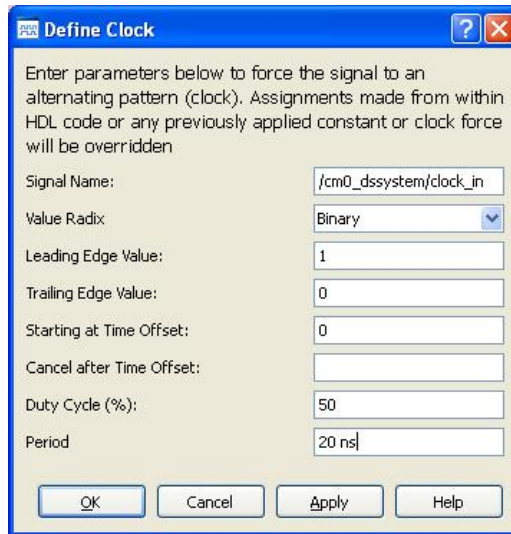 Define Clock
Enter parameters below to force the signal to an
alternating pattern (clock). Assignments made from within
HDL code or any previously applied constant or clock force
will be overridden
Signal Name: /cm0_dssystem/clock_in
Value Radix Binary
Leading Edge Value: 1
Trailing Edge Value: 0
Starting at Time Offset: 0
Cancel after Time Offset:
Duty Cycle (%): 50
Period 20 ns
OK Cancel Apply Help